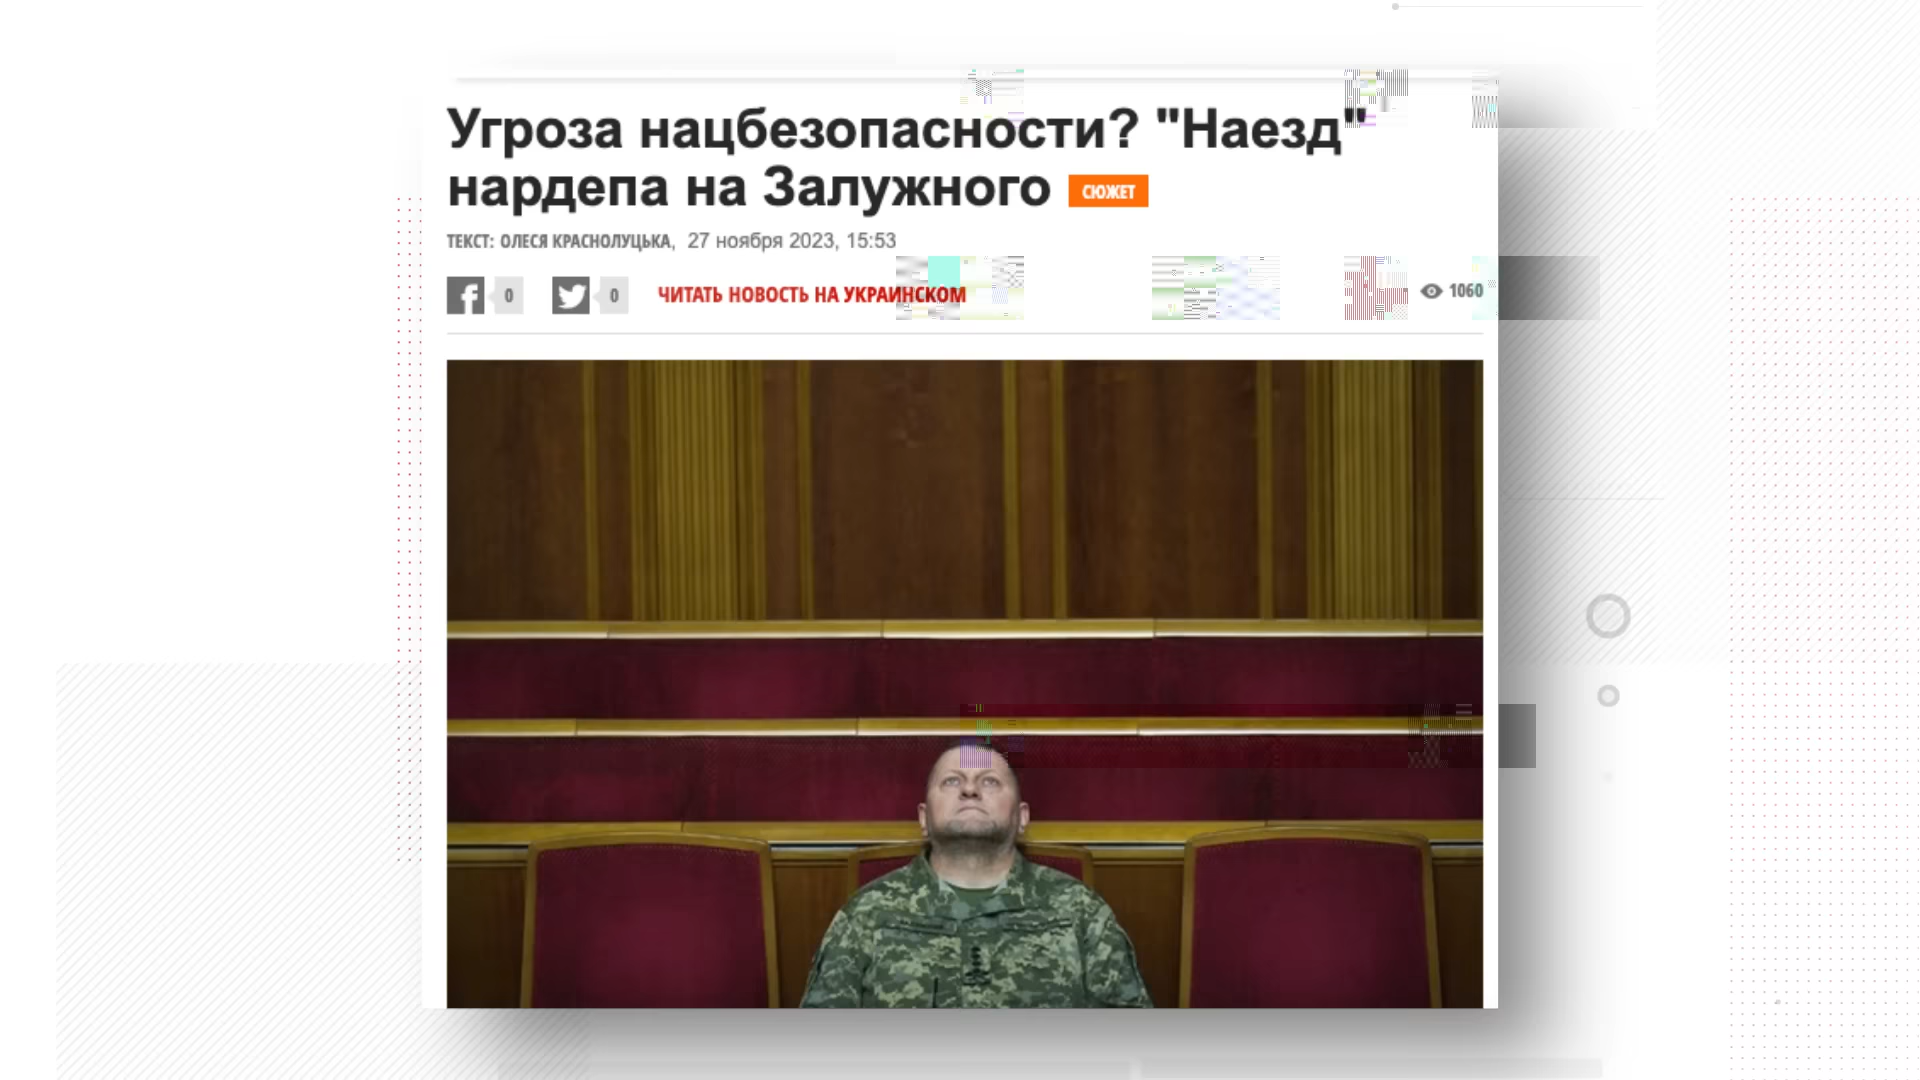 Угроза нацбезопасности? "Наезд"
нардепа на Залужного СЮЖЕТ
ТЕКСТ: ОЛЕСЯ КРАСНОЛУЦЬКА, 27 ноября 2023, 15:53
0 0 ЧИТАТЬ НОВОСТЬ НА УКРАИНСКОМ 1060